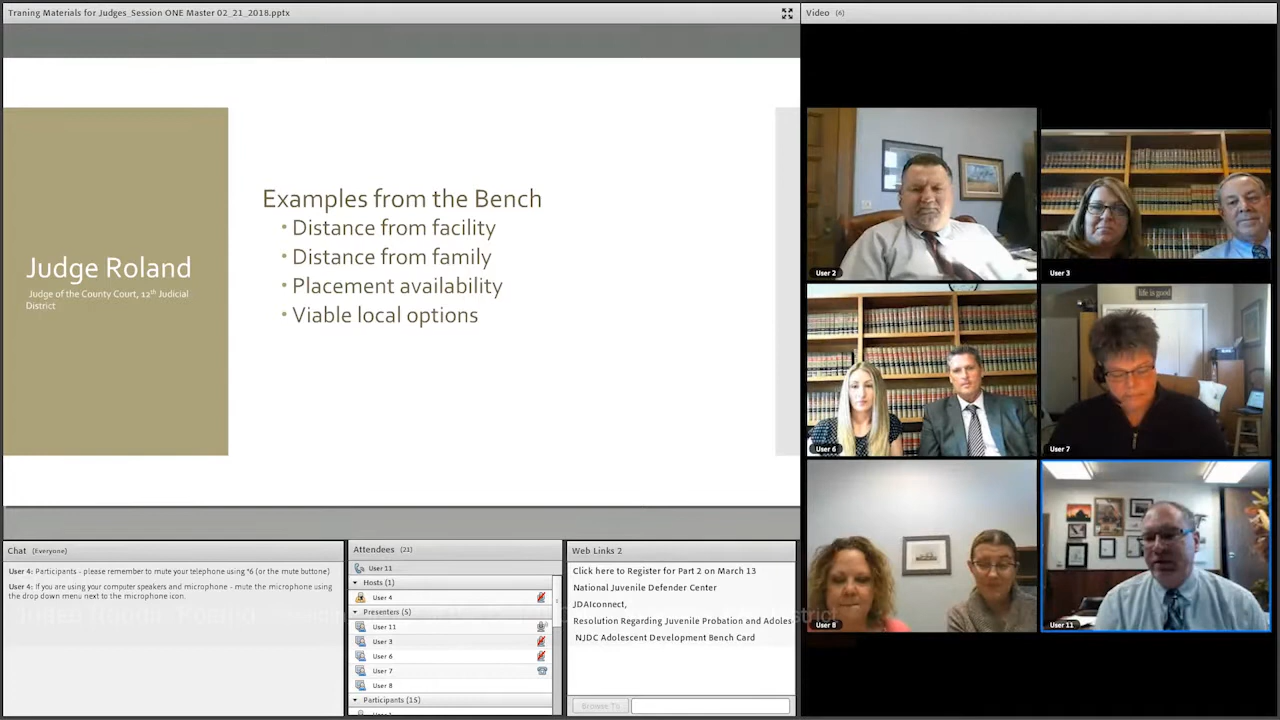 Traning Materials for Judges_Session ONE Master 02_21_2018.pptx
Judge Roland
Judge of the County Court, 12th Judicial
District
Examples from the Bench
• Distance from facility
• Distance from family
• Placement availability
• Viable local options
Chat (Everyone)
User 4: Participants - please remember to mute your telephone using *6 (or the mute buttone)
User 4: If you are using your computer speakers and microphone - mute the microphone using
the drop down menu next to the microphone icon.
Attendees (21)
User 11
Hosts (1)
User 4
Presenters (5)
User 11
User 3
User 6
User 7
User 8
Participants (15)
Web Links 2
Click here to Register for Part 2 on March 13
National Juvenile Defender Center
JDAIconnect,
Resolution Regarding Juvenile Probation and Adoles
NJDC Adolescent Development Bench Card
Browse To
Video (6)
User 2
User 3
User 6
life is good
User 7
User 8
User 11